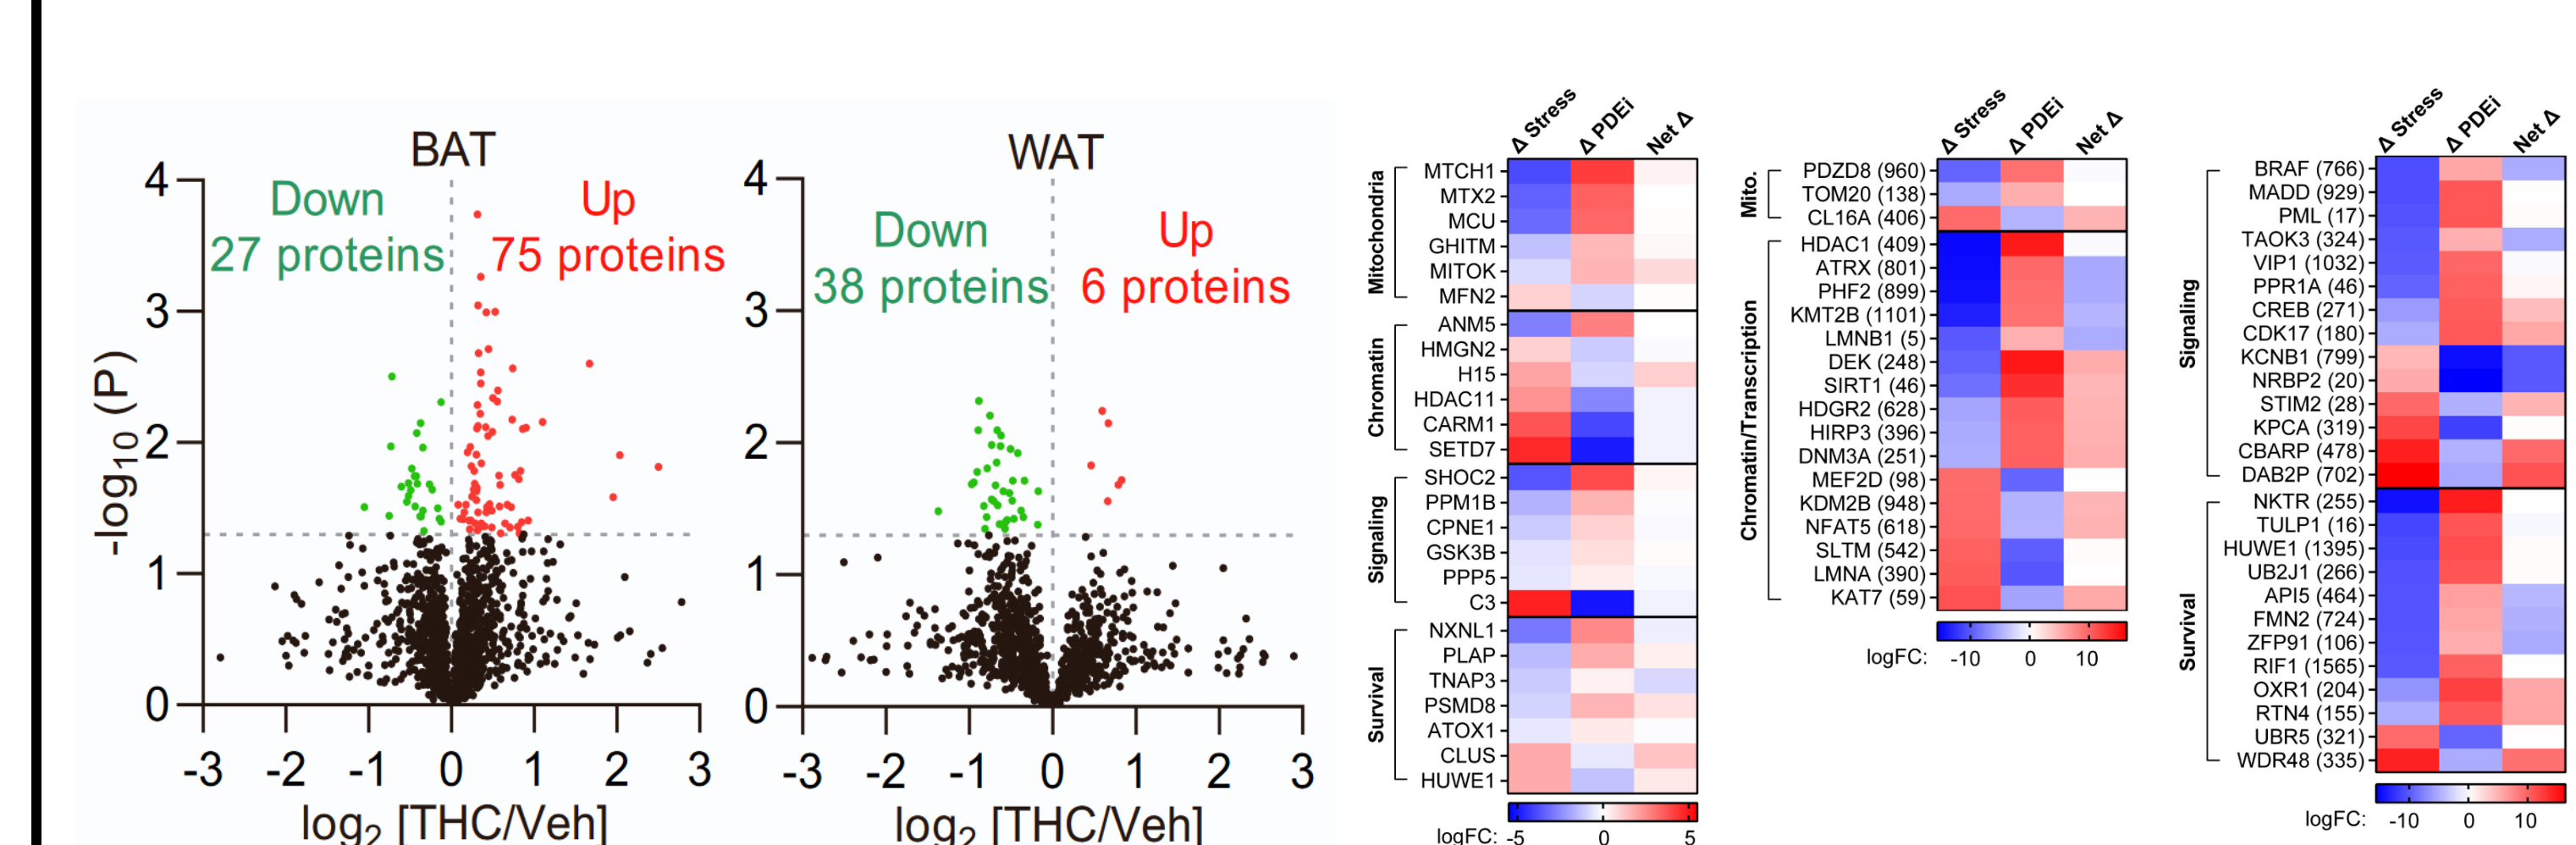 BAT
Down
27 proteins
Up
75 proteins
4
3
2
1
0
-log10 (P)
-3 -2 -1 0 1 2 3
log2 [THC/Veh]
WAT
Down
38 proteins
Up
6 proteins
4
3
2
1
0
-3 -2 -1 0 1 2 3
log2 [THC/Veh]
Δ Stress
Δ PDEi
Net Δ
Mitochondria
MTCH1
MTX2
MCU
GHITM
MITOK
MFN2
Chromatin
ANM5
HMGN2
H15
HDAC11
CARM1
SETD7
Signaling
SHOC2
PPM1B
CPNE1
GSK3B
PPP5
C3
Survival
NXNL1
PLAP
TNAP3
PSMD8
ATOX1
CLUS
HUWE1
logFC: -5 0 5
Δ Stress
Δ PDEi
Net Δ
Mito.
PDZD8 (960)
TOM20 (138)
CL16A (406)
Chromatin/Transcription
HDAC1 (409)
ATRX (801)
PHF2 (899)
KMT2B (1101)
LMNB1 (5)
DEK (248)
SIRT1 (46)
HDGR2 (628)
HIRP3 (396)
DNM3A (251)
MEF2D (98)
KDM2B (948)
NFAT5 (618)
SLTM (542)
LMNA (390)
KAT7 (59)
logFC: -10 0 10
Δ Stress
Δ PDEi
Net Δ
Signaling
BRAF (766)
MADD (929)
PML (17)
TAOK3 (324)
VIP1 (1032)
PPR1A (46)
CREB (271)
CDK17 (180)
KCNB1 (799)
NRBP2 (20)
STIM2 (28)
KPCA (319)
CBARP (478)
DAB2P (702)
Survival
NKTR (255)
TULP1 (16)
HUWE1 (1395)
UB2J1 (266)
API5 (464)
FMN2 (724)
ZFP91 (106)
RIF1 (1565)
OXR1 (204)
RTN4 (155)
UBR5 (321)
WDR48 (335)
logFC: -10 0 10